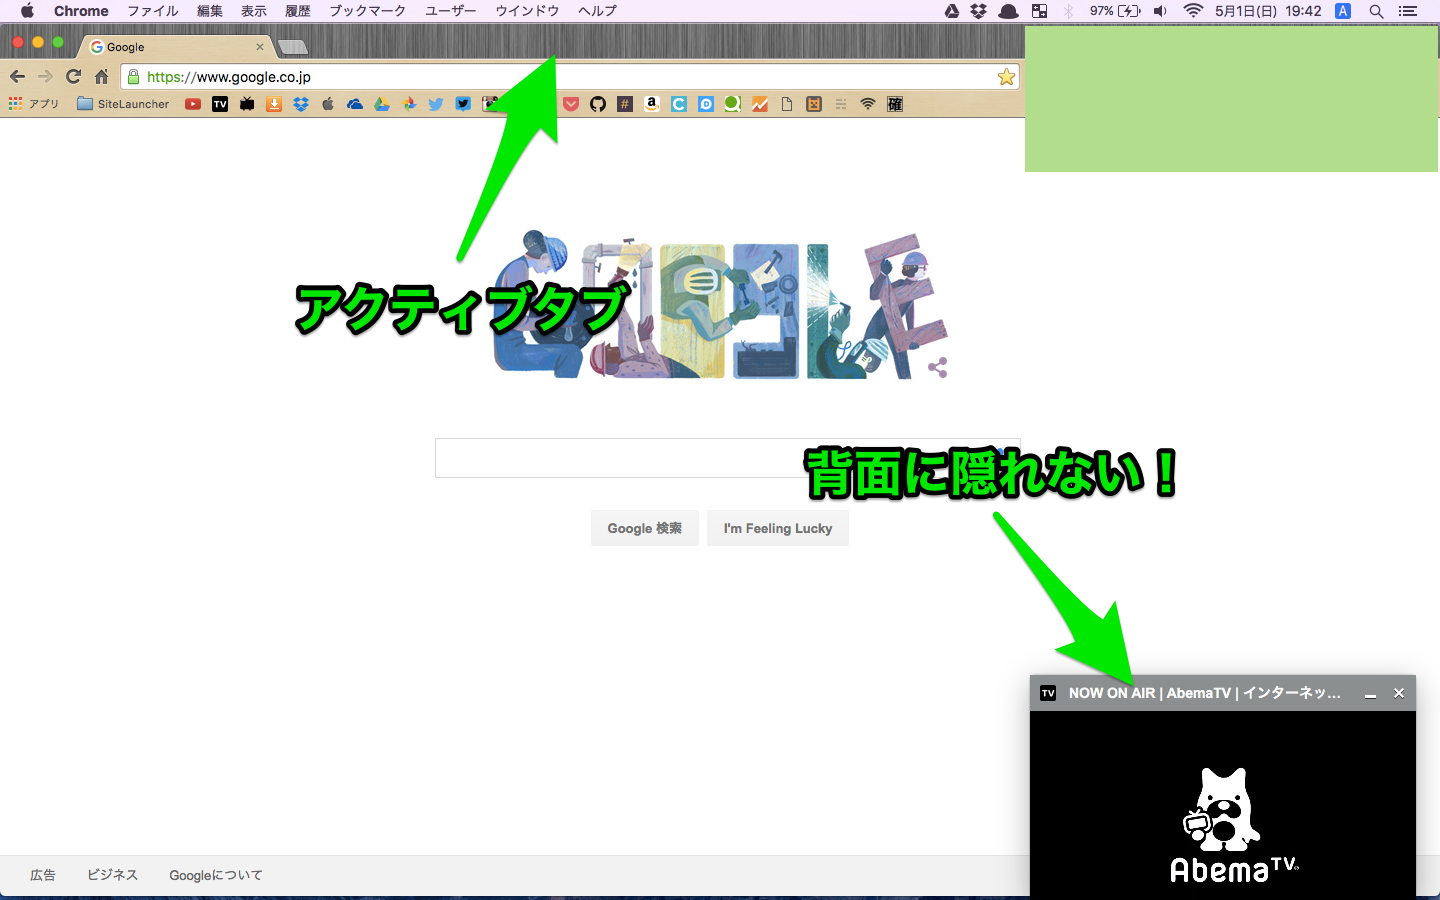 Chrome ファイル 編集 表示 履歴 ブックマーク ユーザー ウインドウ ヘルプ 97% 5月1日(日) 19:42 A
Google
https://www.google.co.jp
アプリ SiteLauncher TV # a C 確
アクティブタブ
背面に隠れない！
Google 検索 I'm Feeling Lucky
TV NOW ON AIR | AbemaTV | インターネッ...
AbemaTV
広告 ビジネス Googleについて